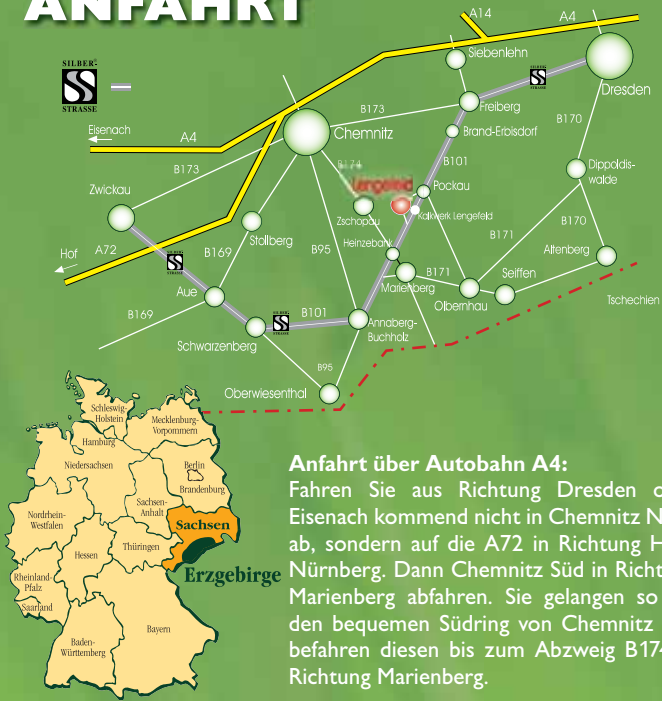 ANFAHRT
SILBER-
STRASSE
A14
A4
Siebenlehn
SILBER
STRASSE
Dresden
Eisenach
A4
B173
Chemnitz
B173
Freiberg
Brand-Erbisdorf
B170
B174
Lengefeld
B101
Pockau
Dippoldis-
walde
Zwickau
Zschopau
Kalkwerk Lengefeld
Hof
A72
B169
Stollberg
B95
Heinzebank
B171
B170
Altenberg
Marienberg
B171
Seiffen
Olbernhau
Tschechien
Aue
B169
B101
Annaberg-
Buchholz
Schwarzenberg
B95
Oberwiesenthal
Schleswig-
Holstein
Mecklenburg-
Vorpommern
Hamburg
Niedersachsen
Berlin
Brandenburg
Sachsen-
Anhalt
Nordrhein-
Westfalen
Sachsen
Hessen
Thüringen
Erzgebirge
Rheinland-
Pfalz
Saarland
Bayern
Baden-
Württemberg
Anfahrt über Autobahn A4:
Fahren Sie aus Richtung Dresden o
Eisenach kommend nicht in Chemnitz N
ab, sondern auf die A72 in Richtung H
Nürnberg. Dann Chemnitz Süd in Richt
Marienberg abfahren. Sie gelangen so
den bequemen Südring von Chemnitz
befahren diesen bis zum Abzweig B174
Richtung Marienberg.